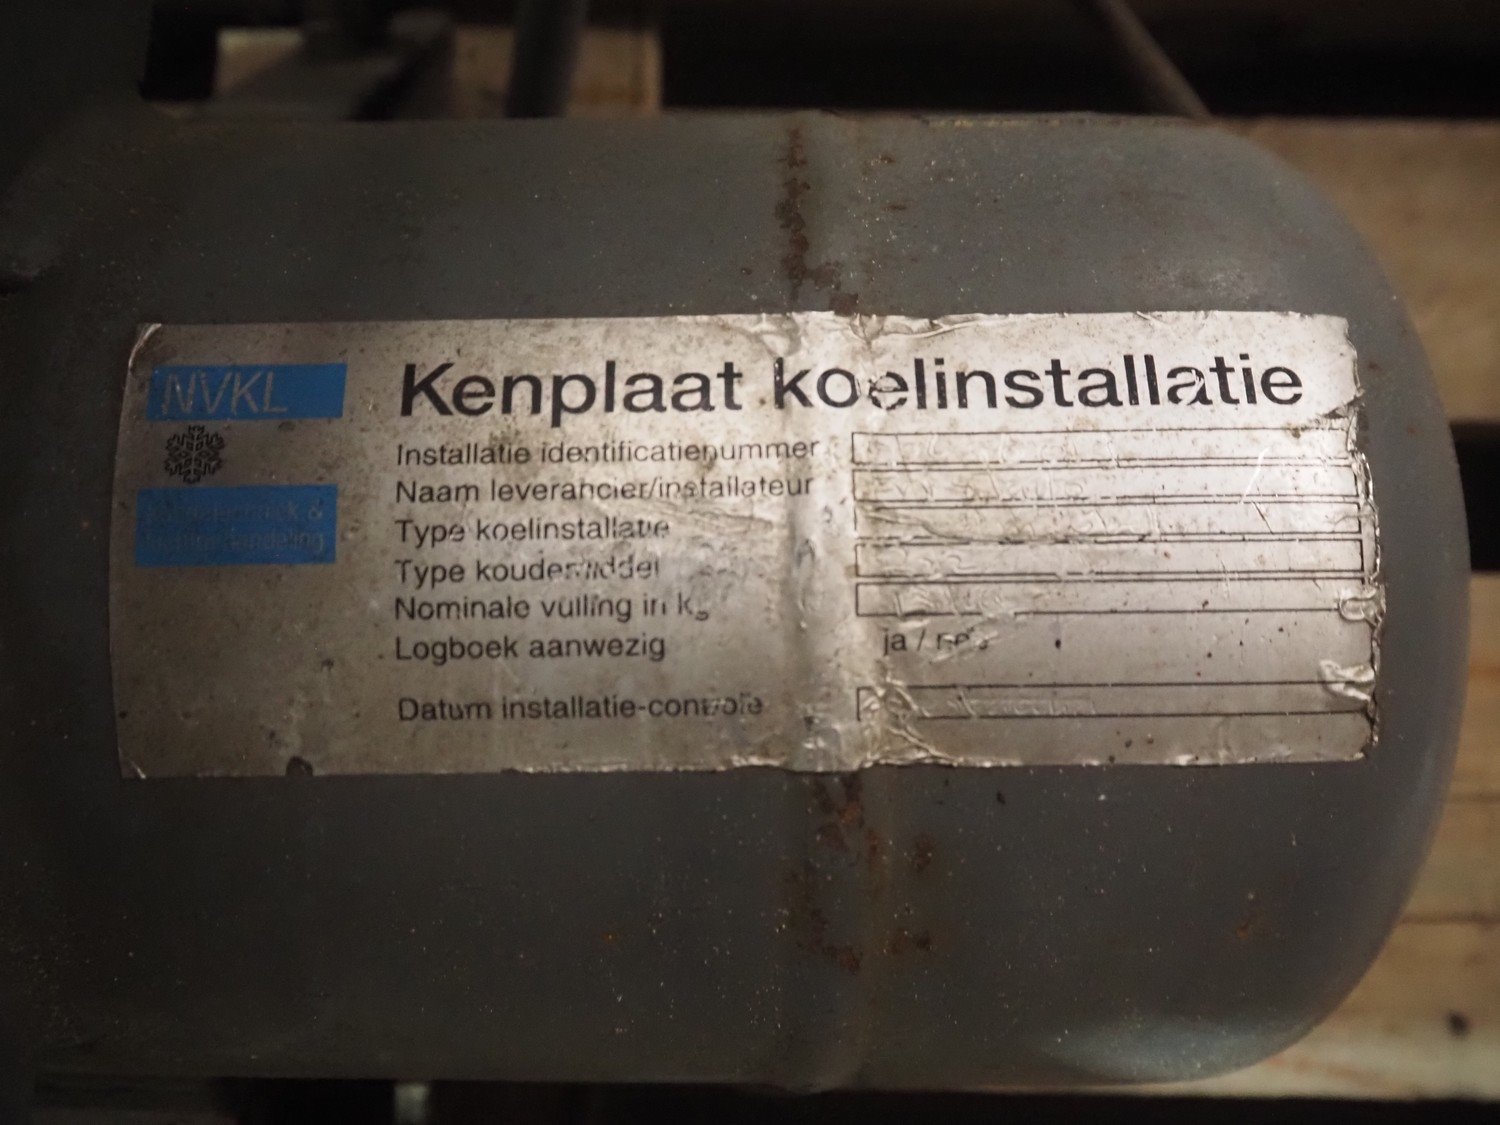 NVKL
Kenplaat koelinstallatie
Installatie identificatienummer
Naam leverancier/installateur
Type koelinstallatie
Type koudemiddel
Nominale vulling in kg
Logboek aanwezig ja / nee
Datum installatie-controle